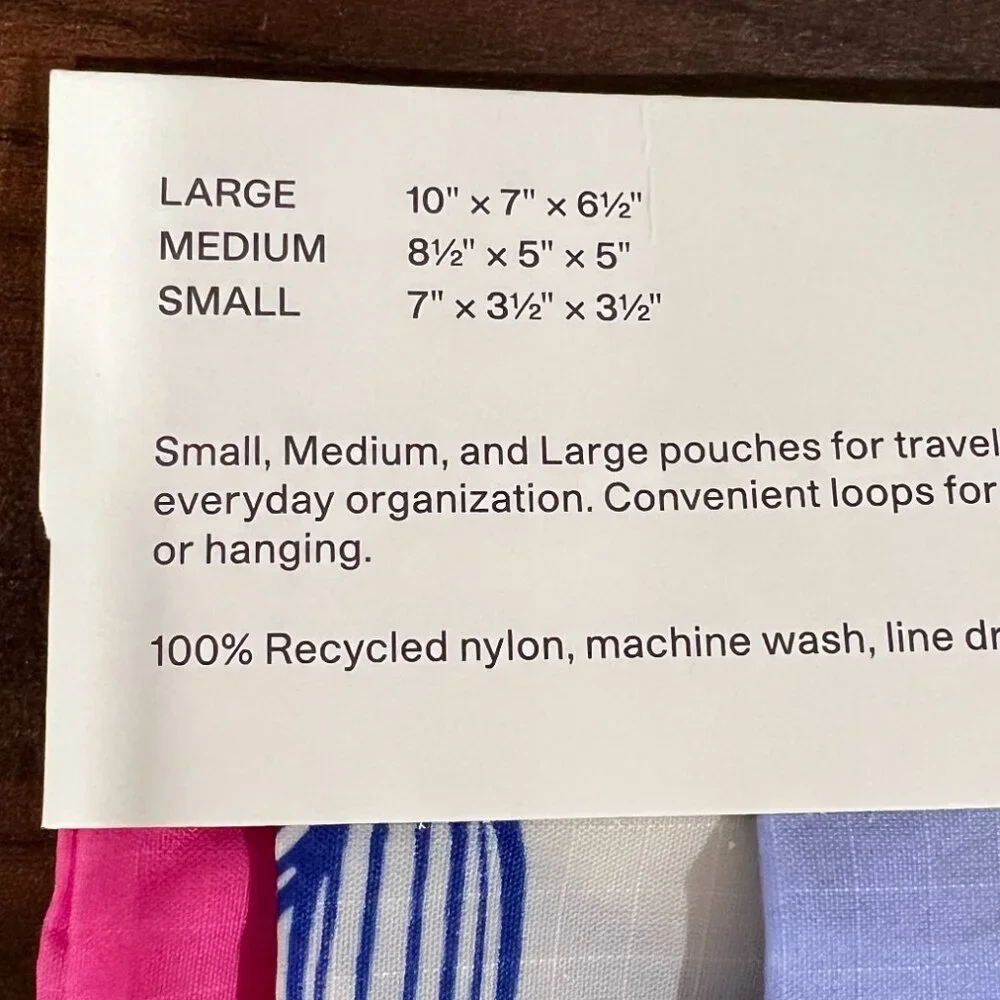 LARGE 10" × 7" × 6½"
MEDIUM 8½" × 5" × 5"
SMALL 7" × 3½" × 3½"
Small, Medium, and Large pouches for travel
everyday organization. Convenient loops for
or hanging.
100% Recycled nylon, machine wash, line